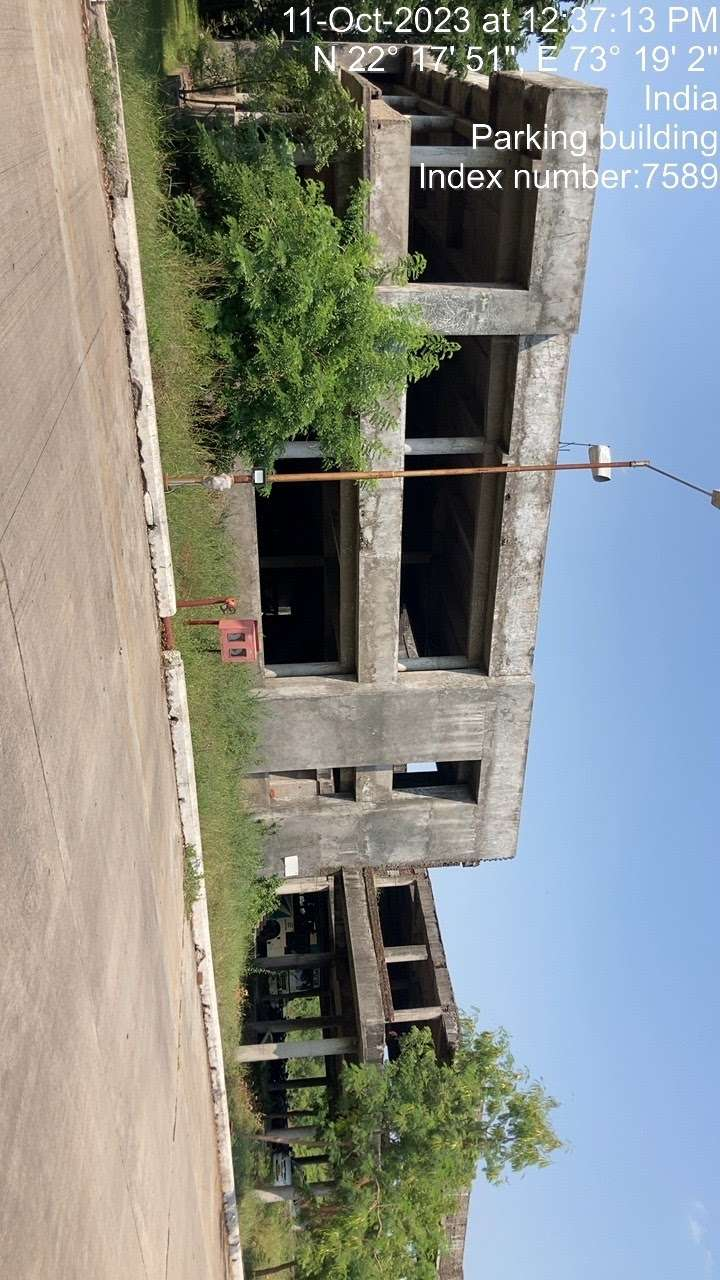 11-Oct-2023 at 12:37:13 PM
N 22° 17' 51", E 73° 19' 2"
India
Parking building
Index number:7589